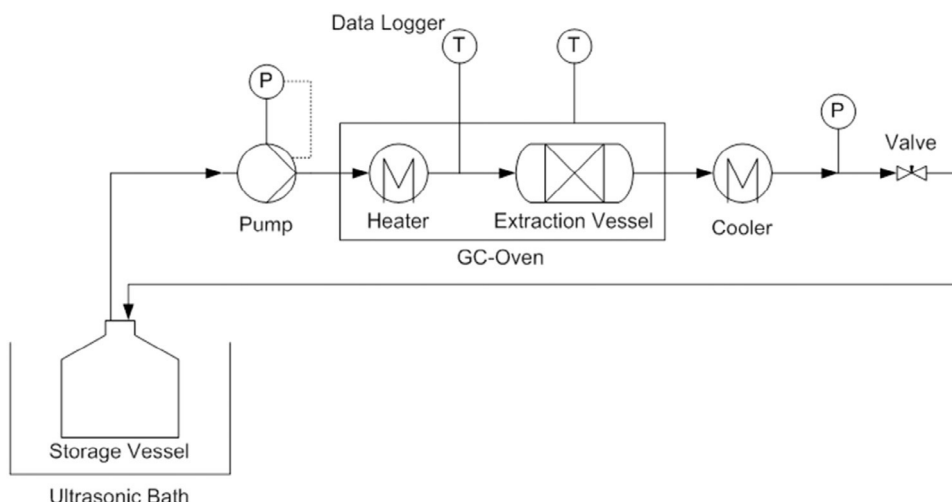 Data Logger
T
T
P
P
Valve
Pump
Heater
Extraction Vessel
Cooler
GC-Oven
Storage Vessel
Ultrasonic Bath